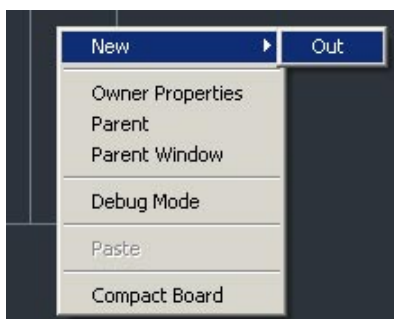 New
Out
Owner Properties
Parent
Parent Window
Debug Mode
Paste
Compact Board